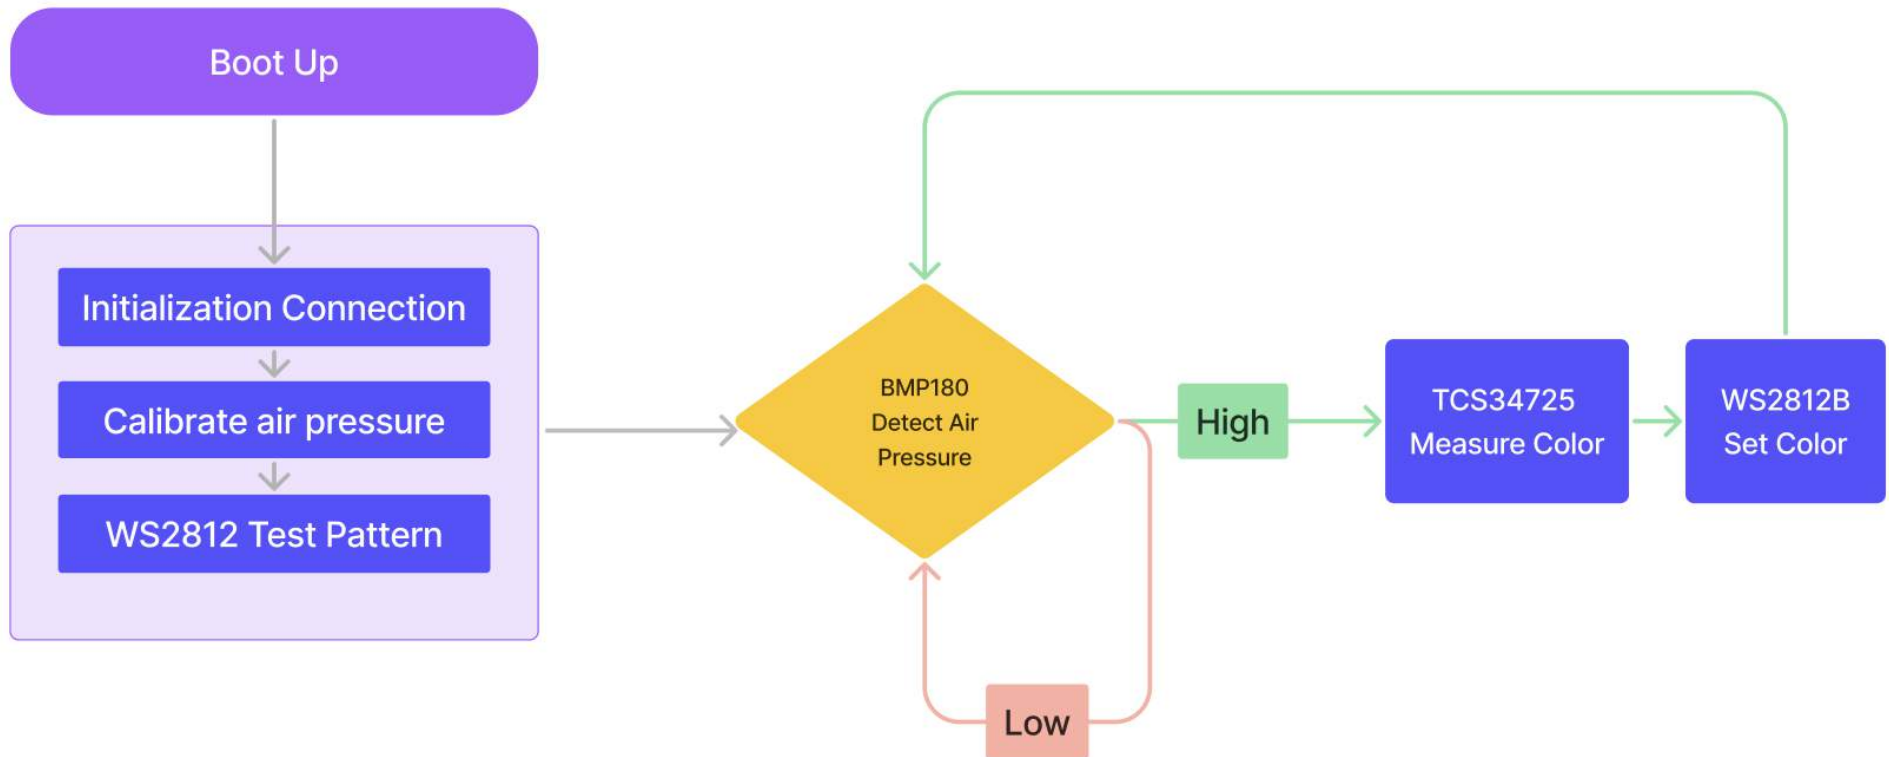 Boot Up
Initialization Connection
Calibrate air pressure
WS2812 Test Pattern
BMP180
Detect Air
Pressure
High
Low
TCS34725
Measure Color
WS2812B
Set Color